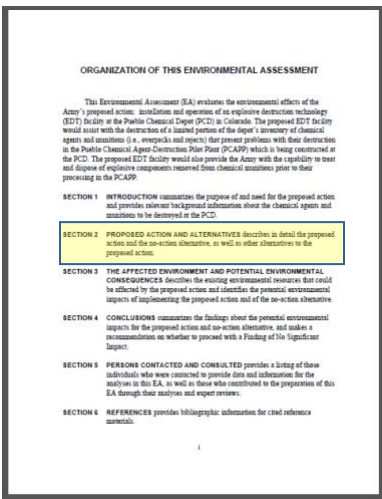 ORGANIZATION OF THIS ENVIRONMENTAL ASSESSMENT
This Environmental Assessment (EA) evaluates the environmental effects of the
Army's proposed action: installation and operation of an explosive destruction technology
(EDT) facility at the Pueblo Chemical Depot (PCD) in Colorado. The proposed EDT facility
would assist with the destruction of a limited portion of the depot's inventory of chemical
agents and munitions (i.e., overpacks and rejects) that present problems with their destruction
in the Pueblo Chemical Agent-Destruction Pilot Plant (PCAPP) which is being constructed at
the PCD. The proposed EDT facility would also provide the Army with the capability to treat
and dispose of explosive components removed from chemical munitions prior to their
processing in the PCAPP.
SECTION 1 INTRODUCTION summarizes the purpose of and need for the proposed action
and provides relevant background information about the chemical agents and
munitions to be destroyed at the PCD.
SECTION 2 PROPOSED ACTION AND ALTERNATIVES describes in detail the proposed
action and the no-action alternative, as well as other alternatives to the
proposed action.
SECTION 3 THE AFFECTED ENVIRONMENT AND POTENTIAL ENVIRONMENTAL
CONSEQUENCES describes the existing environmental resources that could
be affected by the proposed action and identifies the potential environmental
impacts of implementing the proposed action and of the no-action alternative.
SECTION 4 CONCLUSIONS summarizes the findings about the potential environmental
impacts for the proposed action and no-action alternative, and makes a
recommendation on whether to proceed with a Finding of No Significant
Impact.
SECTION 5 PERSONS CONTACTED AND CONSULTED provides a listing of those
individuals who were contacted to provide data and information for the
analyses in this EA, as well as those who contributed to the preparation of this
EA through their analyses and expert reviews.
SECTION 6 REFERENCES provides bibliographic information for cited reference
materials.
i